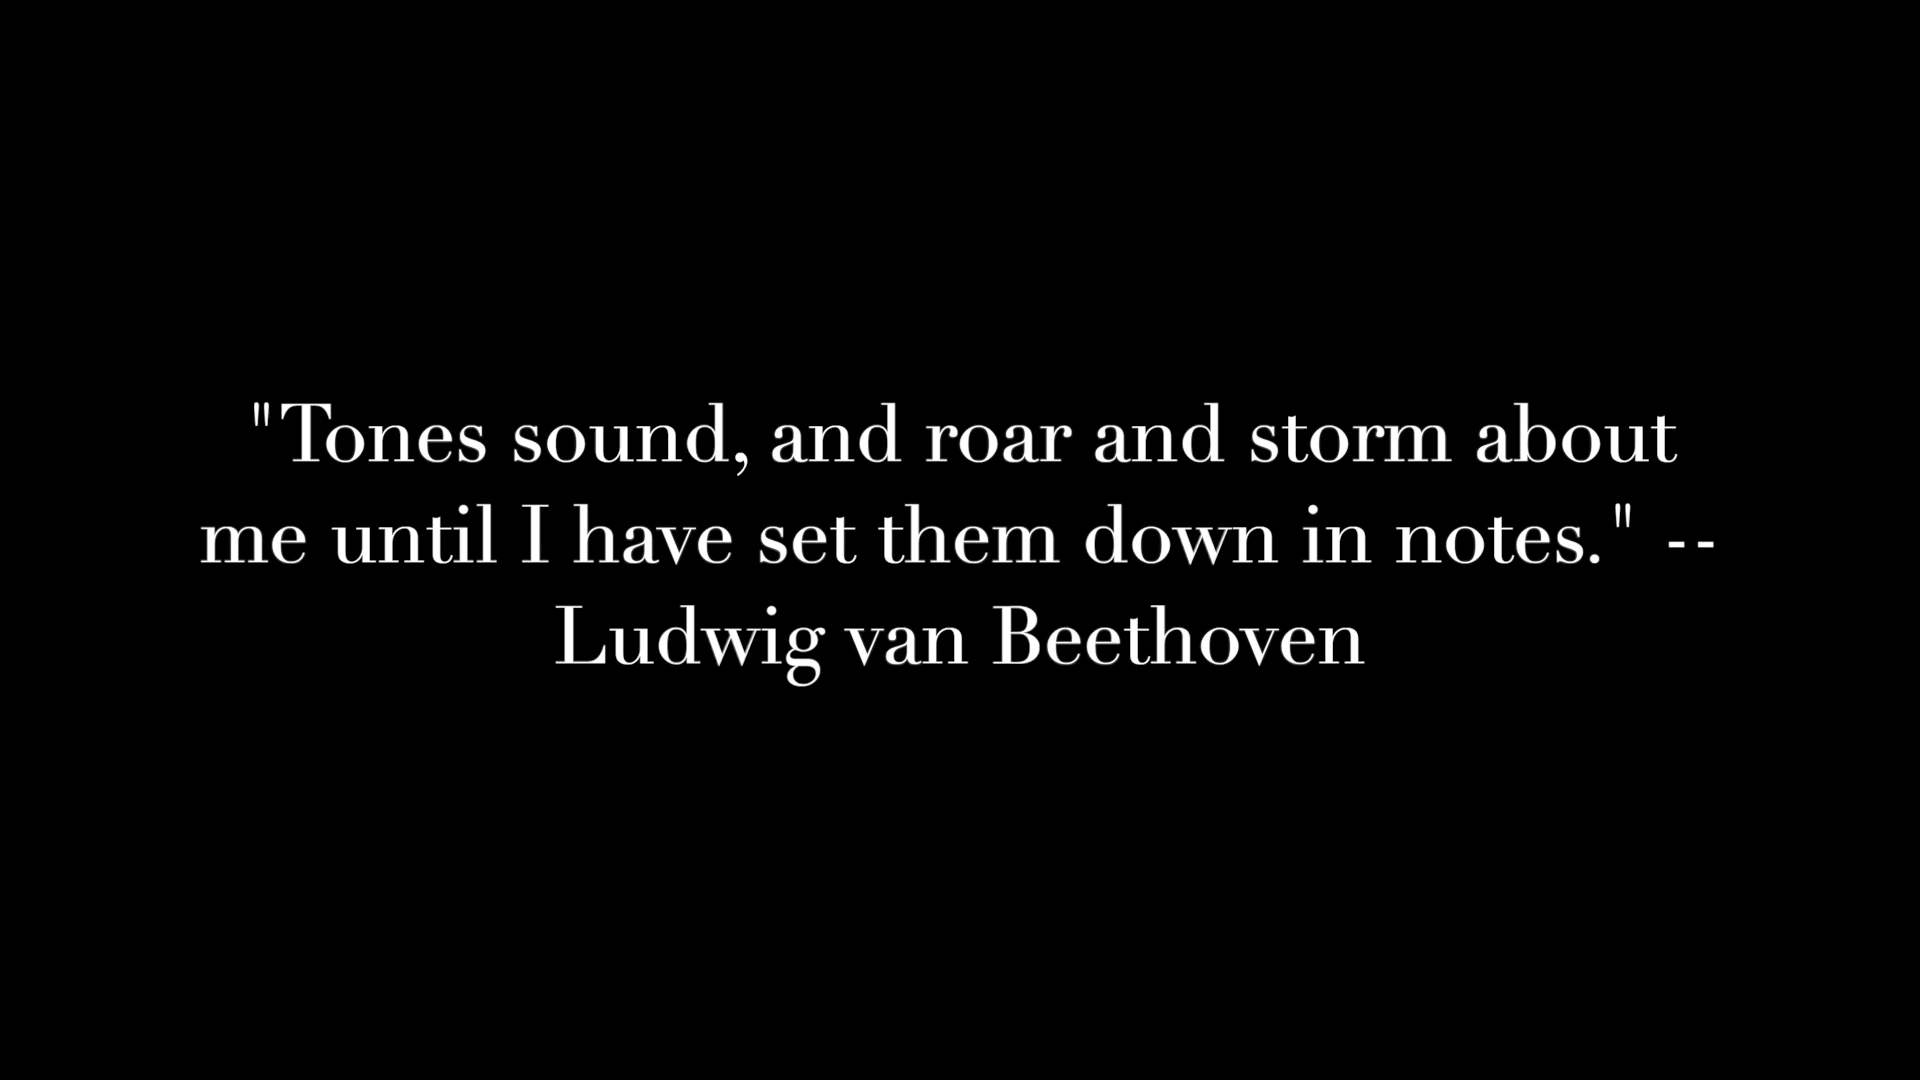 "Tones sound, and roar and storm about
me until I have set them down in notes." --
Ludwig van Beethoven